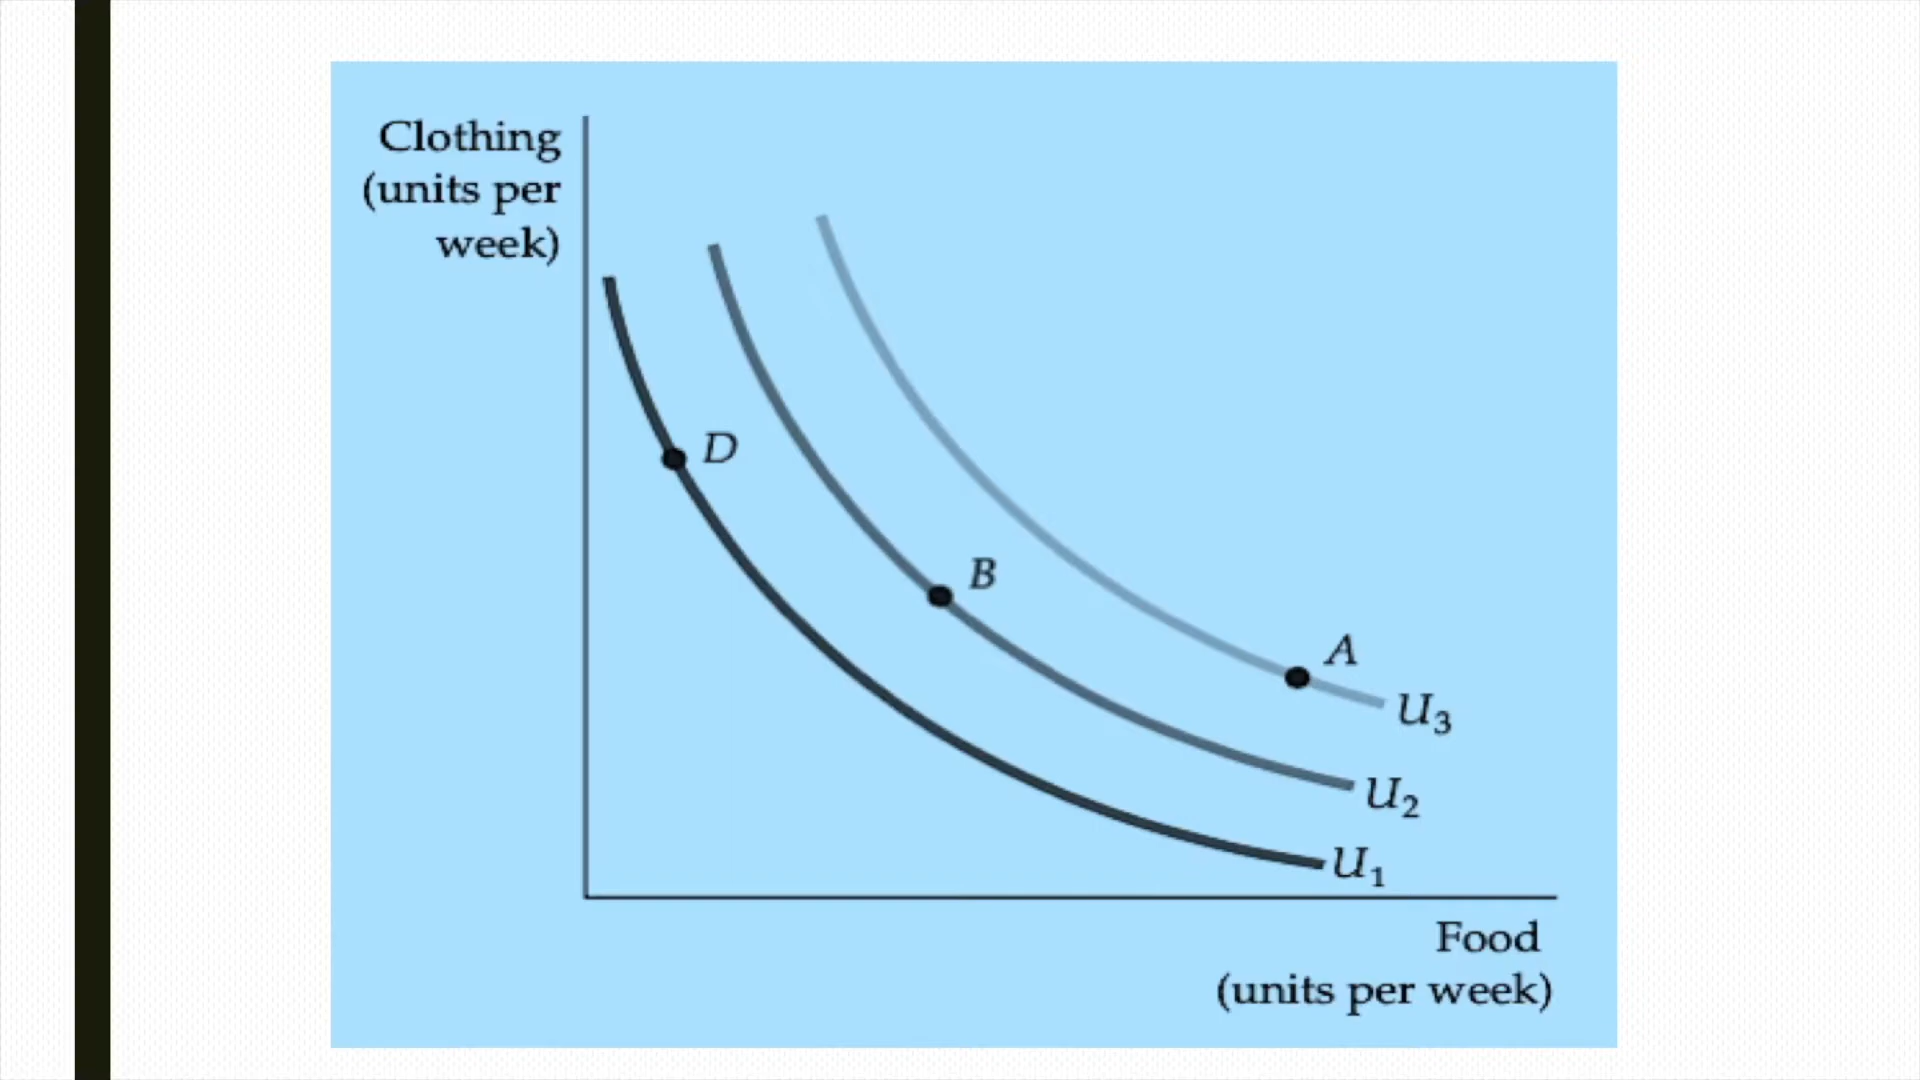 Clothing
(units per
week)
D
B
A
U3
U2
U1
Food
(units per week)